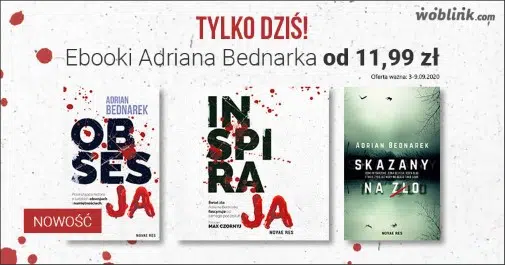 woblink.com
TYLKO DZIŚ!
Ebooki Adriana Bednarka od 11,99 zł
Oferta ważna: 3-9.09.2020
ADRIAN
BEDNAREK
OB
SES
JA
NOWOŚĆ
NOVAE RES
IN
SPI
RA
JA
MAX CZORNYJ
NOVAE RES
ADRIAN BEDNAREK
SKAZANY
NA ZŁO
NOVAE RES